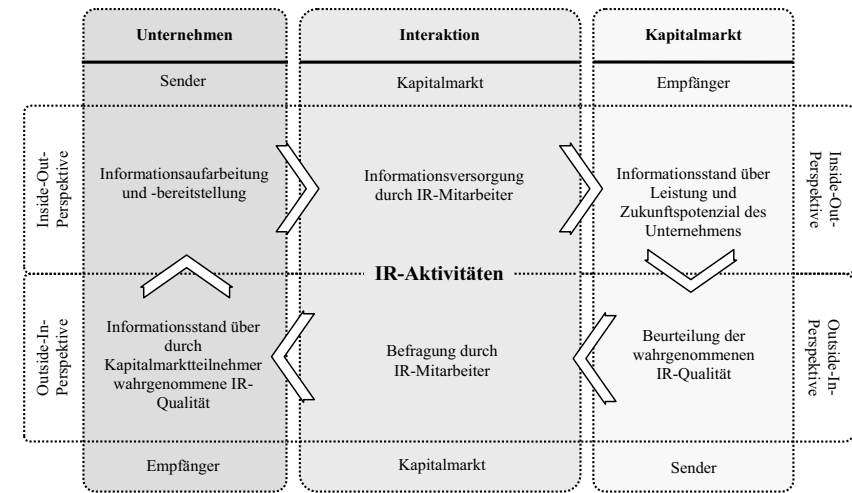 Unternehmen
Interaktion
Kapitalmarkt
Sender
Kapitalmarkt
Empfänger
Inside-Out-
Perspektive
Informationsaufarbeitung
und -bereitstellung
Informationsversorgung
durch IR-Mitarbeiter
Informationsstand über
Leistung und
Zukunftspotenzial des
Unternehmens
Inside-Out-
Perspektive
IR-Aktivitäten
Outside-In-
Perspektive
Informationsstand über
durch
Kapitalmarktteilnehmer
wahrgenommene IR-
Qualität
Befragung durch
IR-Mitarbeiter
Beurteilung der
wahrgenommenen
IR-Qualität
Outside-In-
Perspektive
Empfänger
Kapitalmarkt
Sender